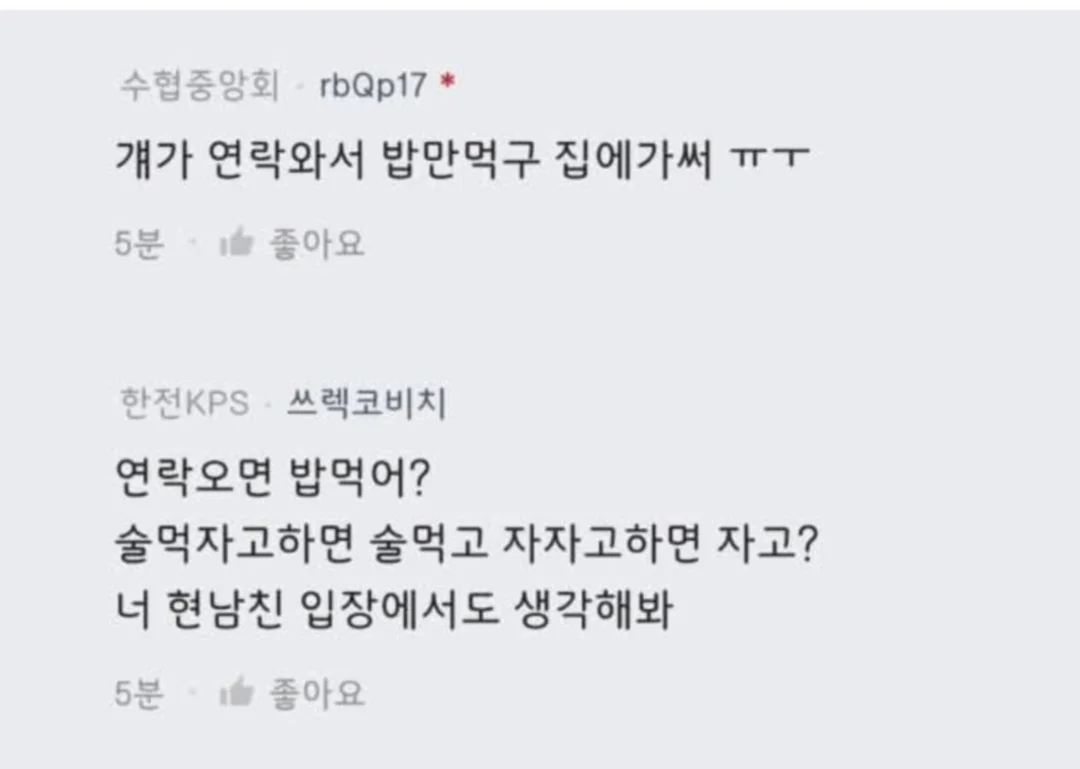 수협중앙회 · rbQp17 *
걔가 연락와서 밥만먹구 집에가써 ㅠㅜ
5분 · 좋아요
한전KPS · 쓰렉코비치
연락오면 밥먹어?
술먹자고하면 술먹고 자자고하면 자고?
너 현남친 입장에서도 생각해봐
5분 · 좋아요